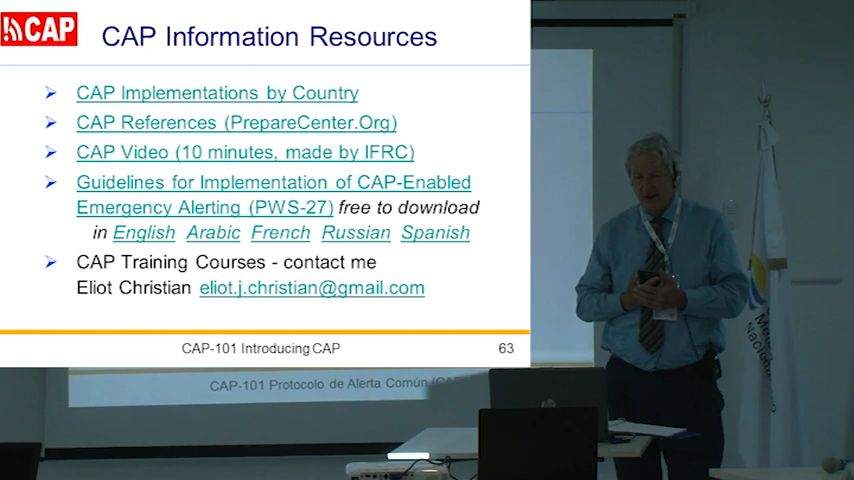 CAP
CAP Information Resources
CAP Implementations by Country
CAP References (PrepareCenter.Org)
CAP Video (10 minutes, made by IFRC)
Guidelines for Implementation of CAP-Enabled
Emergency Alerting (PWS-27) free to download
in English Arabic French Russian Spanish
CAP Training Courses - contact me
Eliot Christian eliot.j.christian@gmail.com
CAP-101 Introducing CAP 63
CAP-101 Protocolo de Alerta Común
Nacional